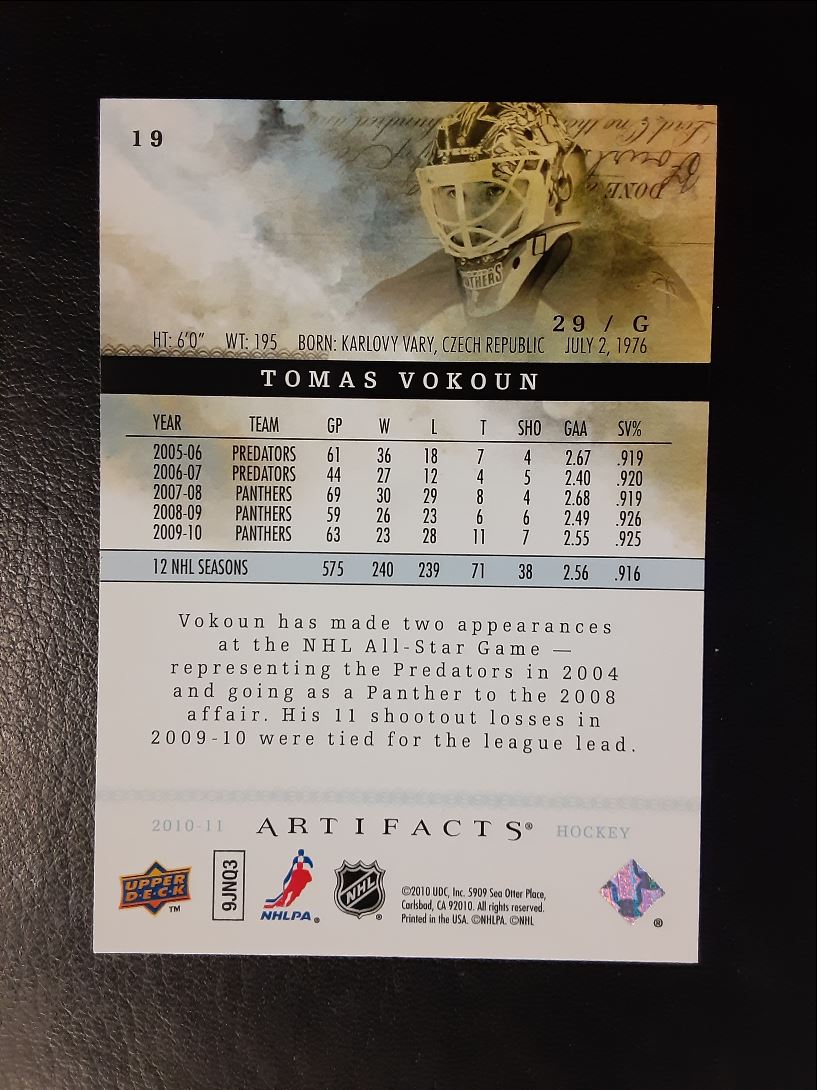 19
DONE
OTHERS
29 / G
HT: 6'0" WT: 195 BORN: KARLOVY VARY, CZECH REPUBLIC JULY 2, 1976
TOMAS VOKOUN
YEAR TEAM GP W L T SHO GAA SV%
2005-06 PREDATORS 61 36 18 7 4 2.67 .919
2006-07 PREDATORS 44 27 12 4 5 2.40 .920
2007-08 PANTHERS 69 30 29 8 4 2.68 .919
2008-09 PANTHERS 59 26 23 6 6 2.49 .926
2009-10 PANTHERS 63 23 28 11 7 2.55 .925
12 NHL SEASONS 575 240 239 71 38 2.56 .916
Vokoun has made two appearances
at the NHL All-Star Game —
representing the Predators in 2004
and going as a Panther to the 2008
affair. His 11 shootout losses in
2009-10 were tied for the league lead.
2010-11 ARTIFACTS® HOCKEY
UPPER
D·E·C·K
™
9JNQ3
NHLPA®
NHL®
©2010 UDC, Inc. 5909 Sea Otter Place,
Carlsbad, CA 92010. All rights reserved.
Printed in the USA. ©NHLPA. ©NHL
®